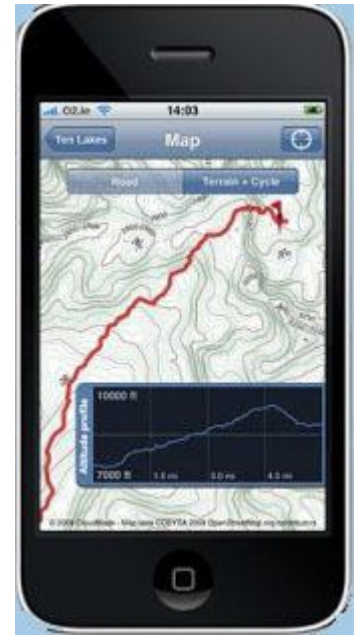 O2.ie 14:03
Ten Lakes Map
Road Terrain + Cycle
10000 ft
Altitude profile
7000 ft 1.5 mi 3.0 mi 4.5 mi